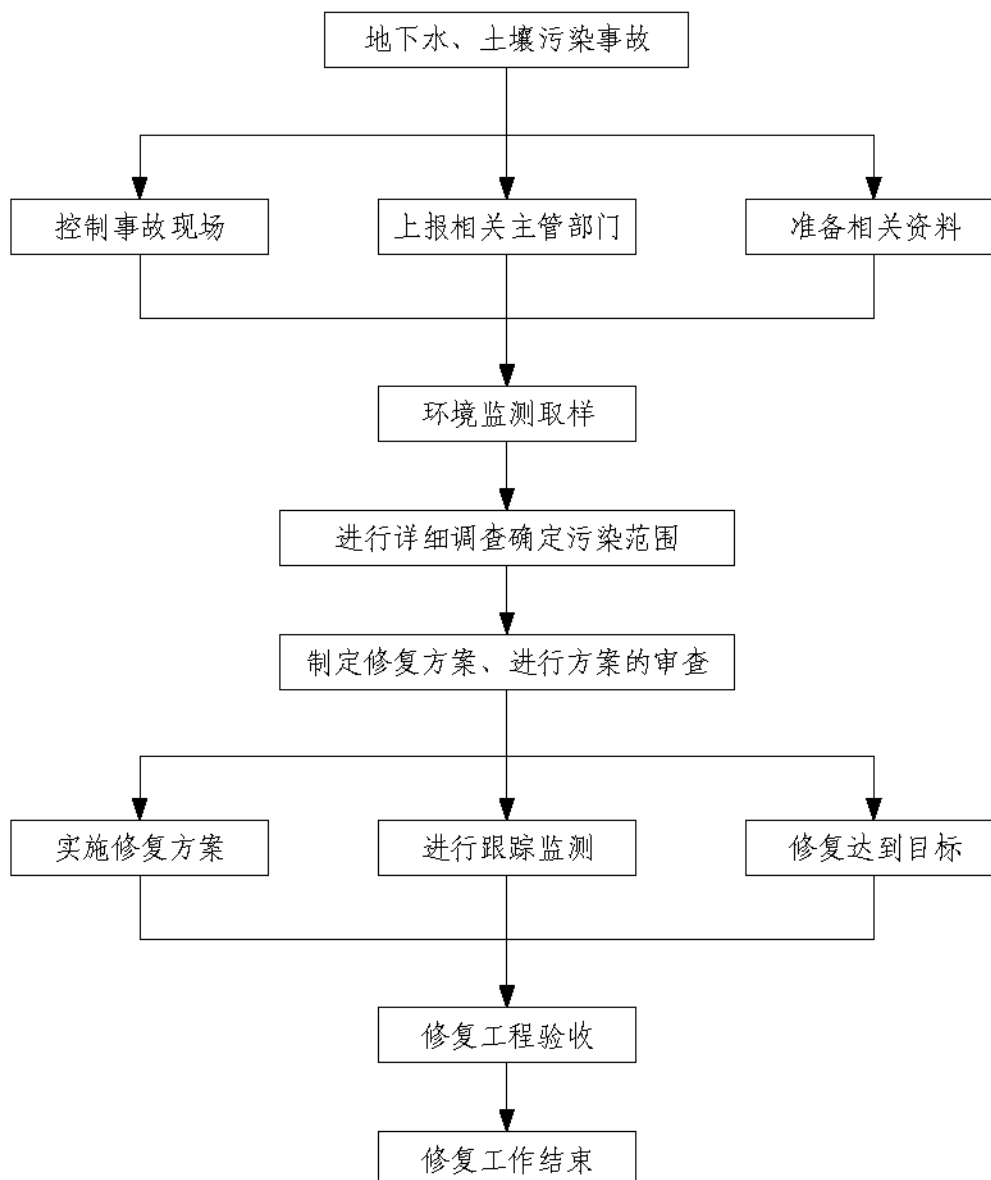 地下水、土壤污染事故
控制事故现场
上报相关主管部门
准备相关资料
环境监测取样
进行详细调查确定污染范围
制定修复方案、进行方案的审查
实施修复方案
进行跟踪监测
修复达到目标
修复工程验收
修复工作结束